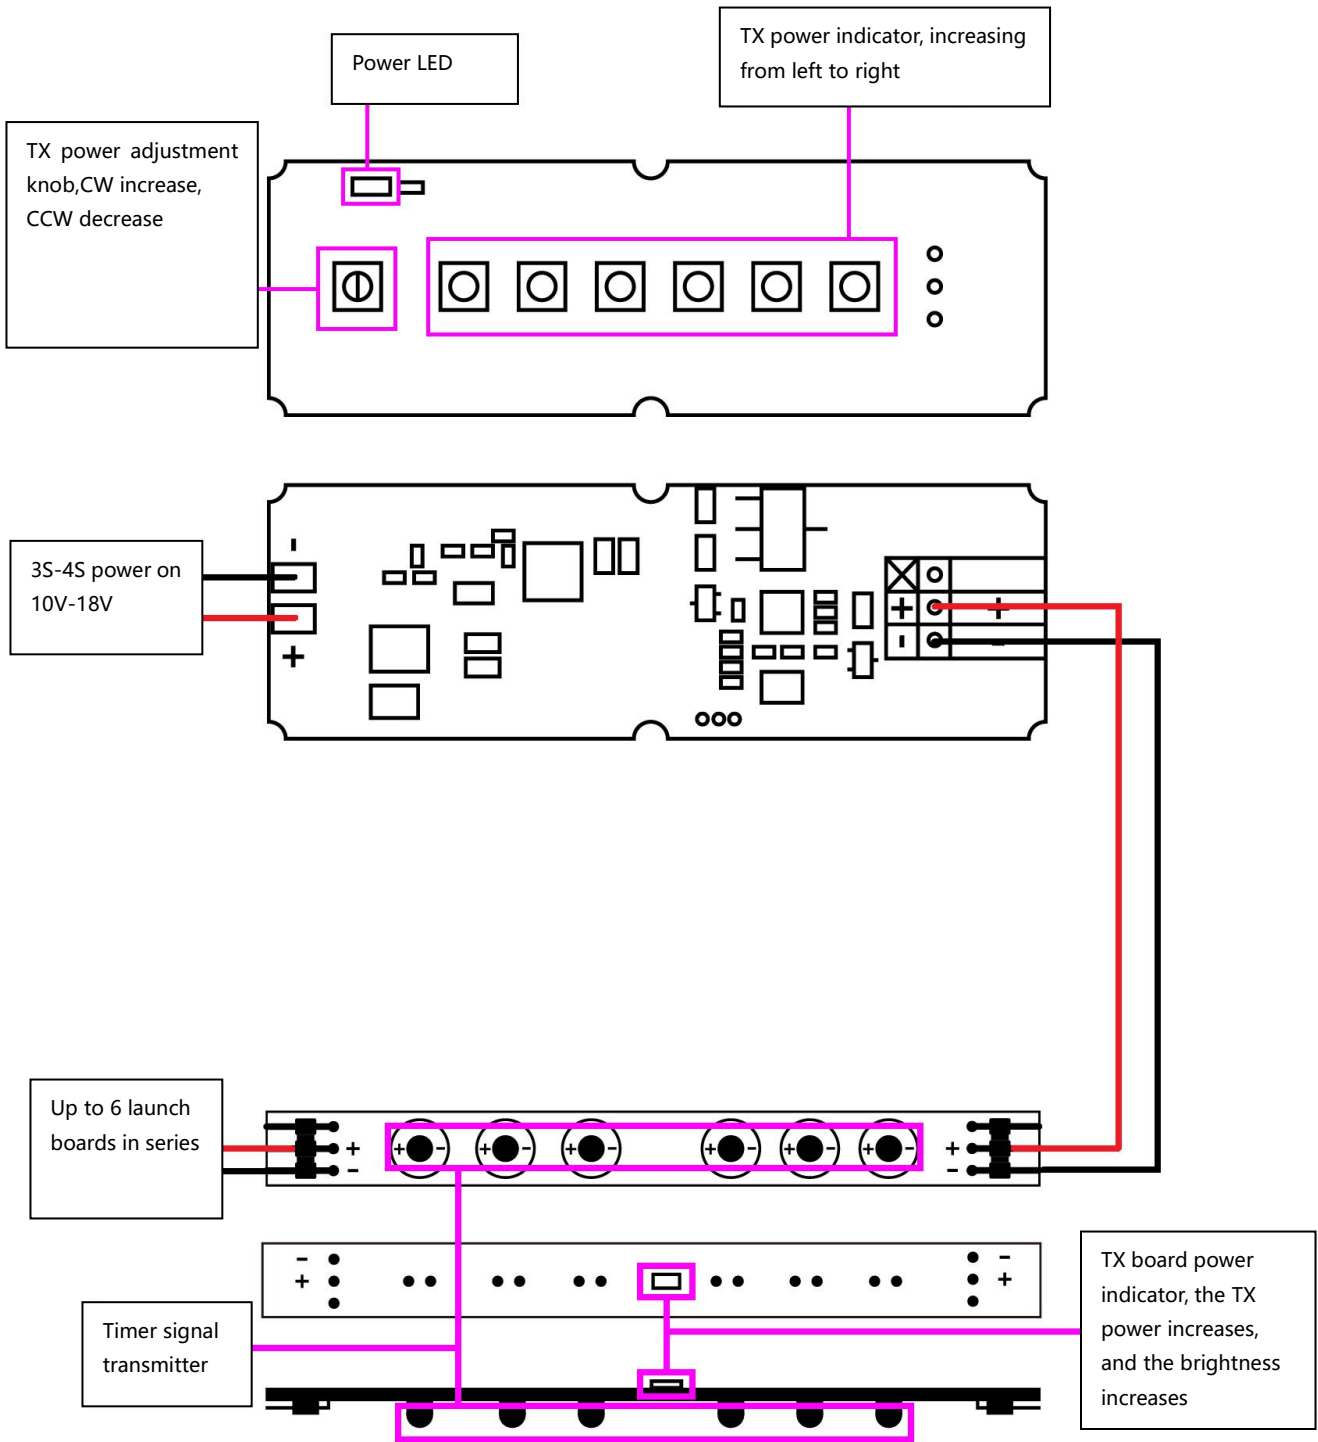 Power LED
TX power indicator, increasing
from left to right
TX power adjustment
knob,CW increase,
CCW decrease
-
3S-4S power on
10V-18V
+
+ +
- -
Up to 6 launch
boards in series
+ + - + - + - + - + - + - +
- -
- -
+ +
TX board power
indicator, the TX
power increases,
and the brightness
increases
Timer signal
transmitter